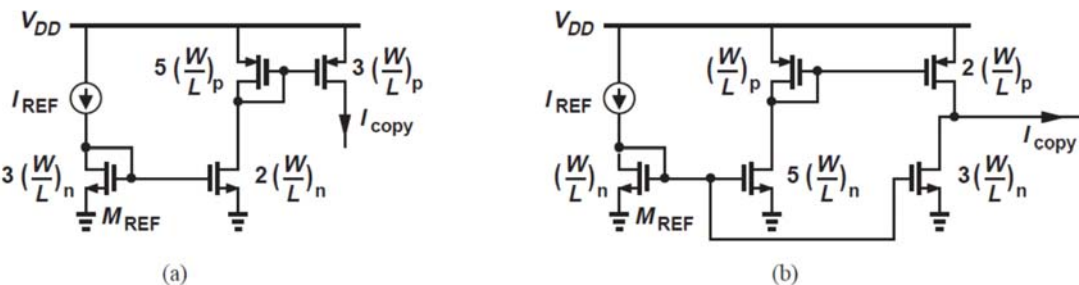 V_DD
5 (W/L)_p
3 (W/L)_p
I_REF
I_copy
3 (W/L)_n
2 (W/L)_n
M_REF
(a)
V_DD
(W/L)_p
2 (W/L)_p
I_REF
I_copy
(W/L)_n
5 (W/L)_n
3 (W/L)_n
M_REF
(b)